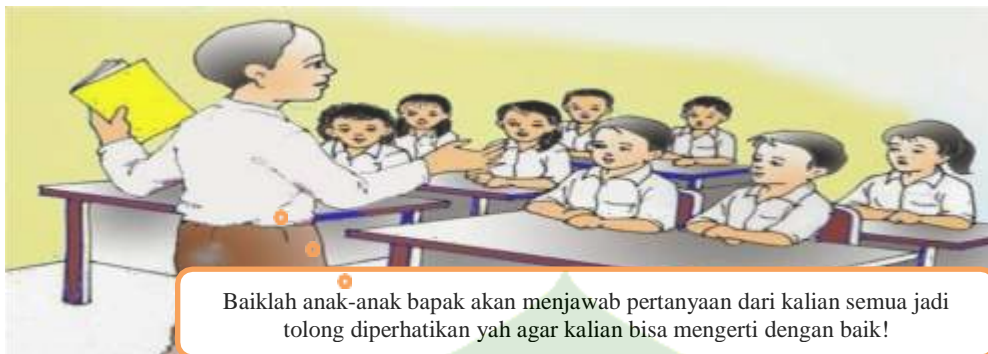 Baiklah anak-anak bapak akan menjawab pertanyaan dari kalian semua jadi
tolong diperhatikan yah agar kalian bisa mengerti dengan baik!